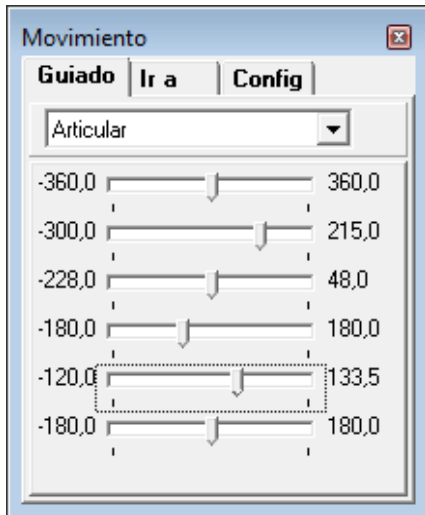 Movimiento
Guiado Ir a Config
Articular
-360,0 360,0
-300,0 215,0
-228,0 48,0
-180,0 180,0
-120,0 133,5
-180,0 180,0